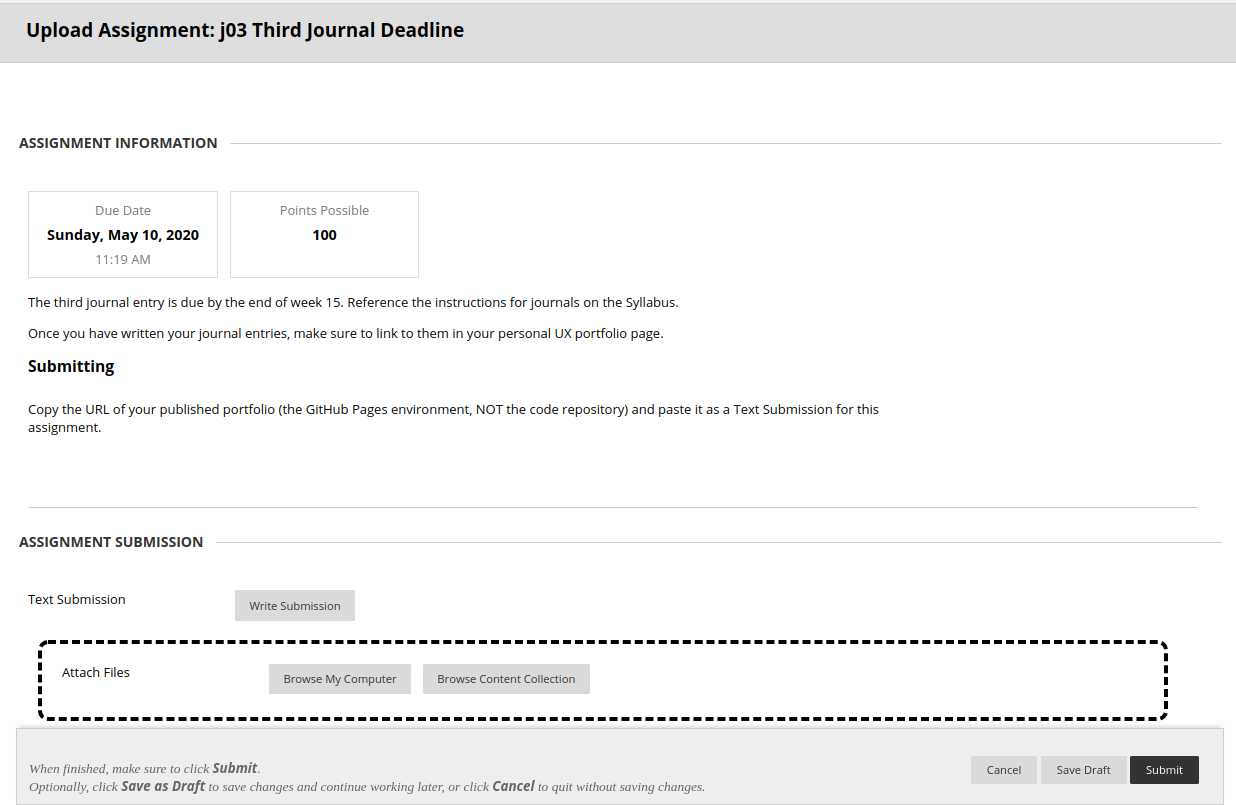 Upload Assignment: j03 Third Journal Deadline
ASSIGNMENT INFORMATION
Due Date
Sunday, May 10, 2020
11:19 AM
Points Possible
100
The third journal entry is due by the end of week 15. Reference the instructions for journals on the Syllabus.
Once you have written your journal entries, make sure to link to them in your personal UX portfolio page.
Submitting
Copy the URL of your published portfolio (the GitHub Pages environment, NOT the code repository) and paste it as a Text Submission for this
assignment.
ASSIGNMENT SUBMISSION
Text Submission
Write Submission
Attach Files
Browse My Computer
Browse Content Collection
When finished, make sure to click Submit.
Optionally, click Save as Draft to save changes and continue working later, or click Cancel to quit without saving changes.
Cancel
Save Draft
Submit